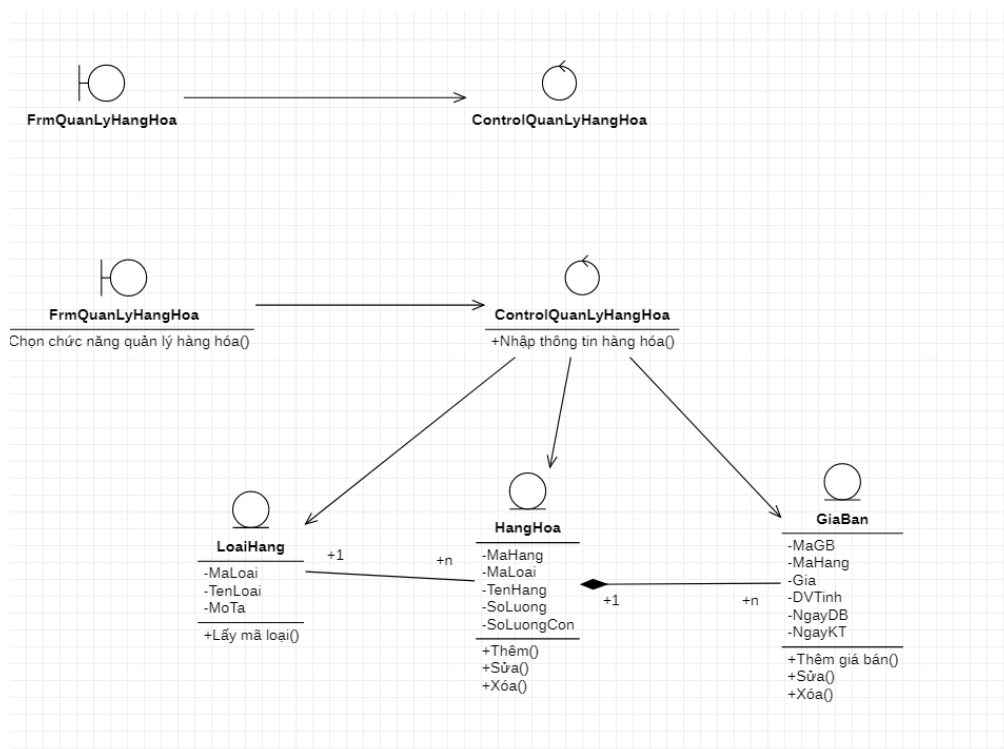 FrmQuanLyHangHoa
ControlQuanLyHangHoa
FrmQuanLyHangHoa
Chọn chức năng quản lý hàng hóa()
ControlQuanLyHangHoa
+Nhập thông tin hàng hóa()
LoaiHang
-MaLoai
-TenLoai
-MoTa
+Lấy mã loại()
+1
+n
HangHoa
-MaHang
-MaLoai
-TenHang
-SoLuong
-SoLuongCon
+Thêm()
+Sửa()
+Xóa()
+1
+n
GiaBan
-MaGB
-MaHang
-Gia
-DVTinh
-NgayDB
-NgayKT
+Thêm giá bán()
+Sửa()
+Xóa()